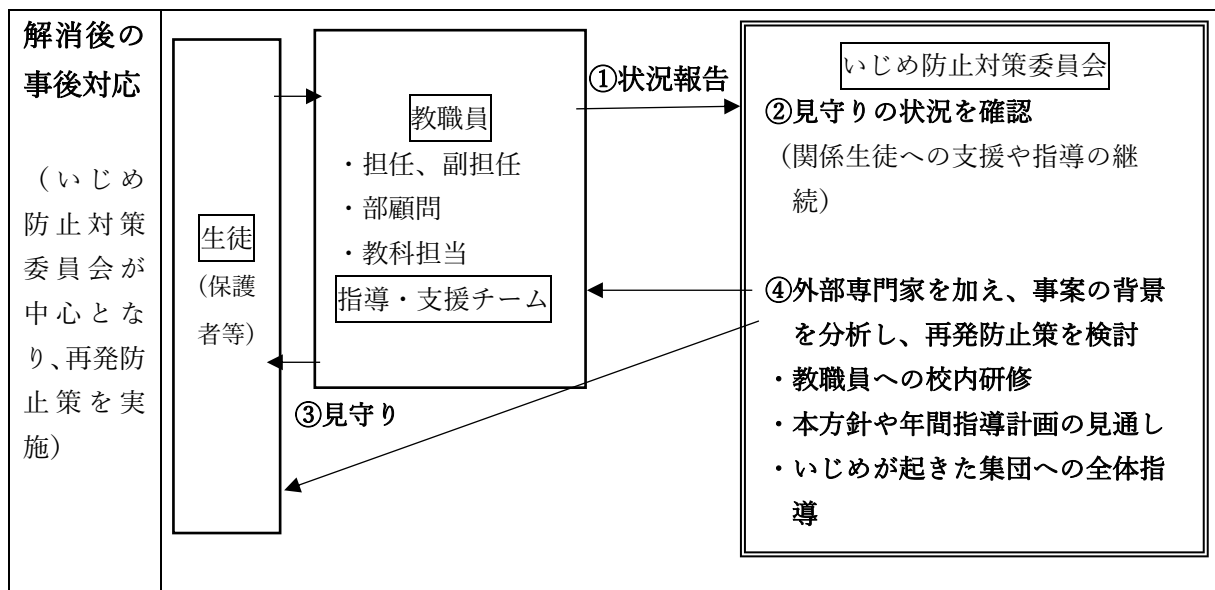 解消後の
事後対応
（いじめ
防止対策
委員会が
中心とな
り、再発防
止策を実
施）
生徒
（保護
者等）
教職員
・担任、副担任
・部顧問
・教科担当
指導・支援チーム
①状況報告
③見守り
いじめ防止対策委員会
②見守りの状況を確認
（関係生徒への支援や指導の継
続）
④外部専門家を加え、事案の背景
を分析し、再発防止策を検討
・教職員への校内研修
・本方針や年間指導計画の見通し
・いじめが起きた集団への全体指
導